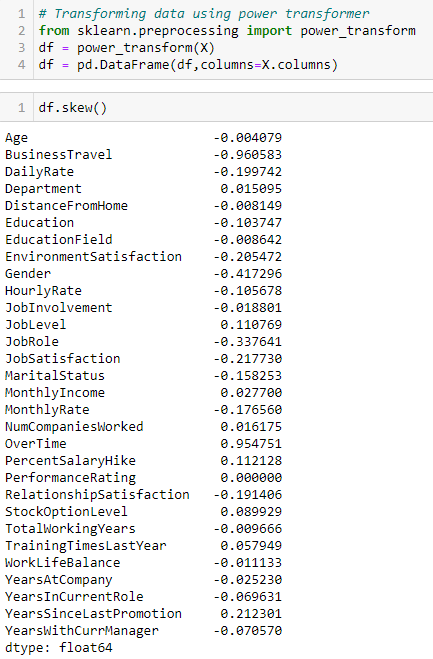 1 # Transforming data using power transformer
2 from sklearn.preprocessing import power_transform
3 df = power_transform(X)
4 df = pd.DataFrame(df,columns=X.columns)
1 df.skew()
Age -0.004079
BusinessTravel -0.960583
DailyRate -0.199742
Department 0.015095
DistanceFromHome -0.008149
Education -0.103747
EducationField -0.008642
EnvironmentSatisfaction -0.205472
Gender -0.417296
HourlyRate -0.105678
JobInvolvement -0.018801
JobLevel 0.110769
JobRole -0.337641
JobSatisfaction -0.217730
MaritalStatus -0.158253
MonthlyIncome 0.027700
MonthlyRate -0.176560
NumCompaniesWorked 0.016175
OverTime 0.954751
PercentSalaryHike 0.112128
PerformanceRating 0.000000
RelationshipSatisfaction -0.191406
StockOptionLevel 0.089929
TotalWorkingYears -0.009666
TrainingTimesLastYear 0.057949
WorkLifeBalance -0.011133
YearsAtCompany -0.025230
YearsInCurrentRole -0.069631
YearsSinceLastPromotion 0.212301
YearsWithCurrManager -0.070570
dtype: float64